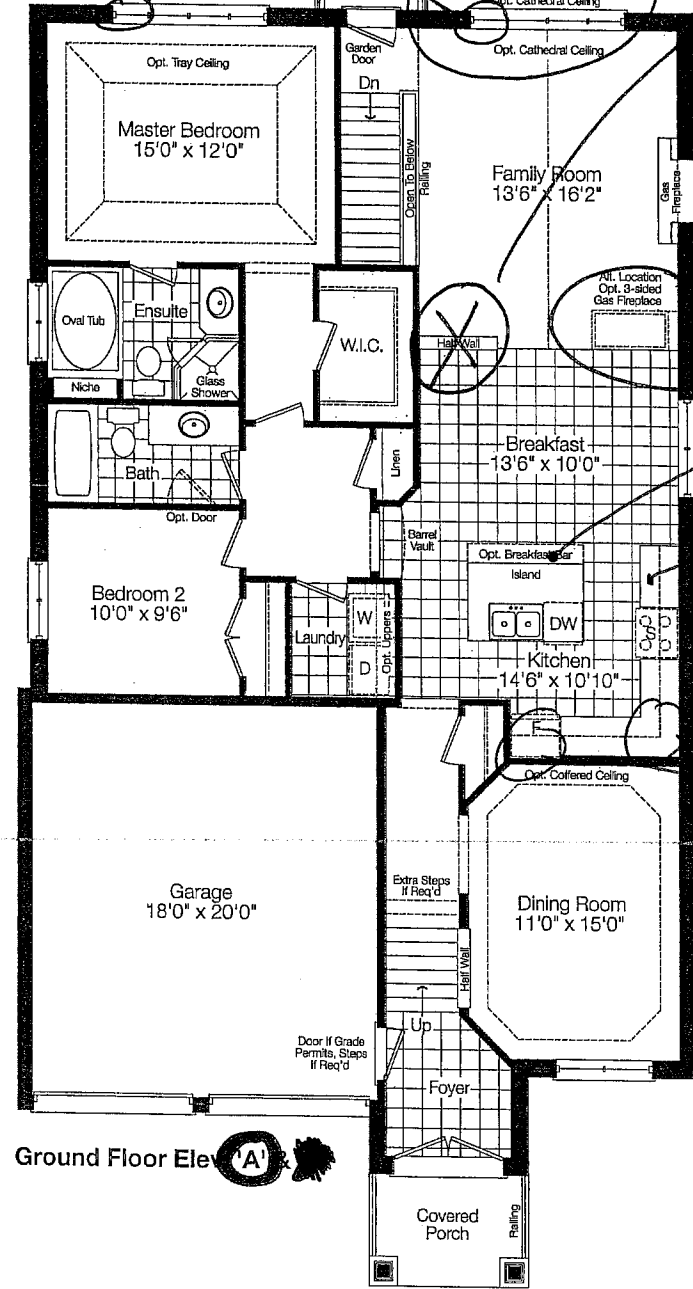 Opt. Cathedral Ceiling
Opt. Cathedral Ceiling
Garden
Door
Opt. Tray Ceiling
Dn
Master Bedroom
15'0" x 12'0"
Open To Below
Railing
Family Room
13'6" x 16'2"
Gas
Fireplace
Alt. Location
Opt. 3-sided
Gas Fireplace
Oval Tub
Ensuite
W.I.C.
Half Wall
Niche
Glass
Shower
Breakfast
13'6" x 10'0"
Linen
Bath
Opt. Door
Barrel
Vault
Opt. Breakfast Bar
Island
Bedroom 2
10'0" x 9'6"
W
Laundry
Opt. Uppers
D
DW
S
Kitchen
14'6" x 10'10"
F
Opt. Coffered Ceiling
Garage
18'0" x 20'0"
Extra Steps
If Req'd
Dining Room
11'0" x 15'0"
Half Wall
Up
Door If Grade
Permits, Steps
If Req'd
Foyer
Ground Floor Elev. 'A' &
Covered
Porch
Railing